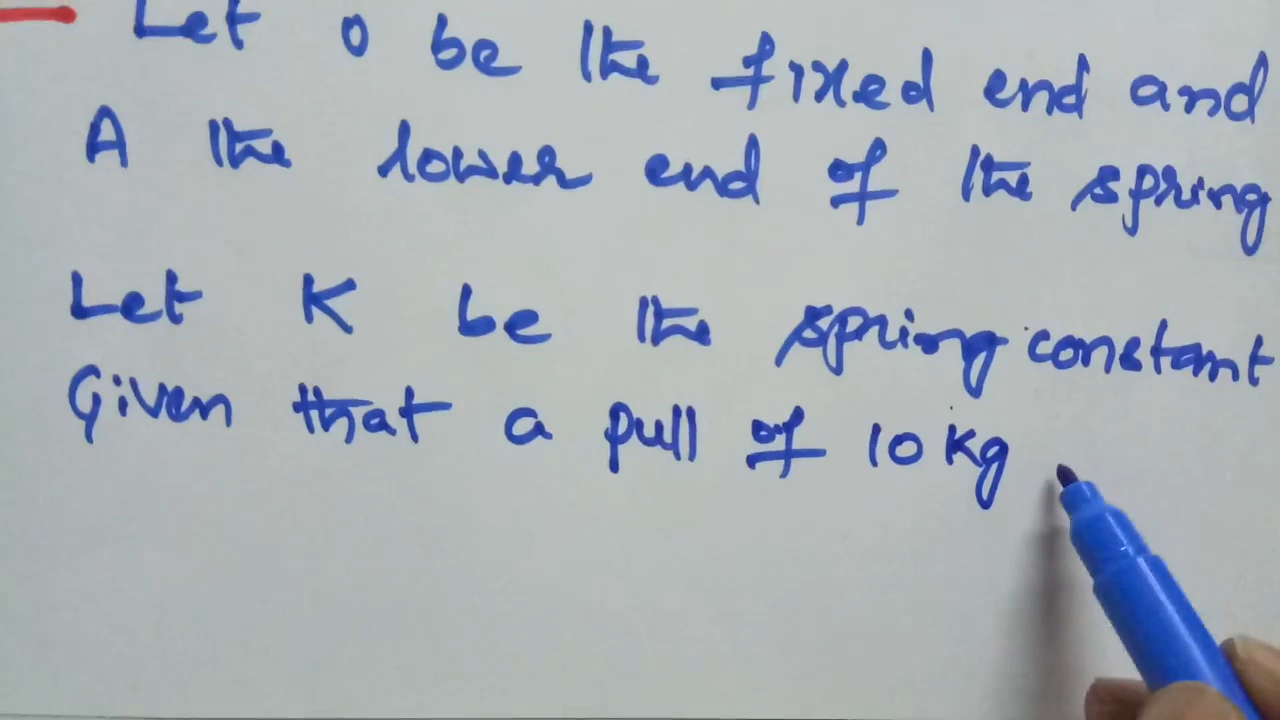 Let 0 be the fixed end and
A the lower end of the spring
Let K be the spring constant
Given that a pull of 10 Kg